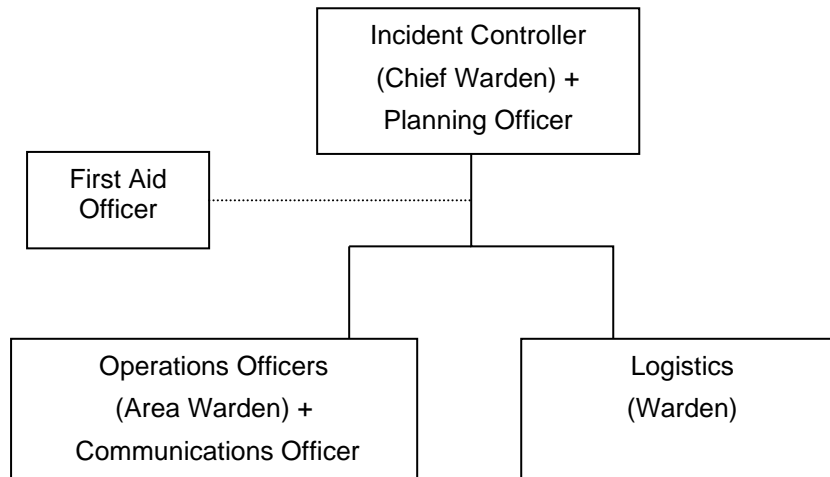 Incident Controller
(Chief Warden) +
Planning Officer
First Aid
Officer
Operations Officers
(Area Warden) +
Communications Officer
Logistics
(Warden)